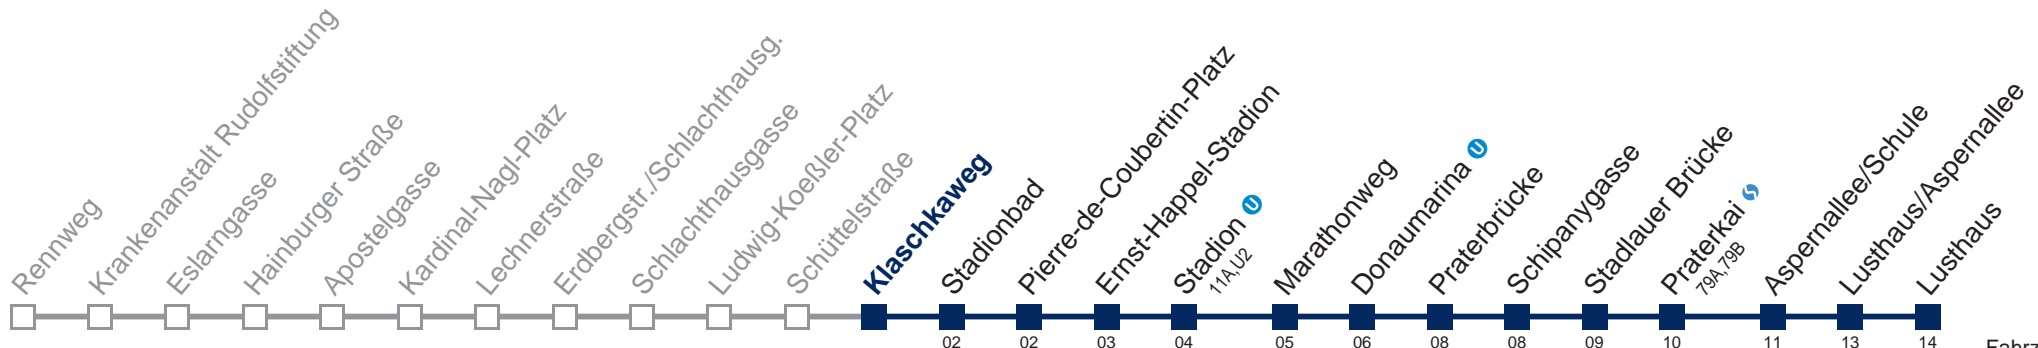 Rennweg
Krankenanstalt Rudolfstiftung
Eslarngasse
Hainburger Straße
Apostelgasse
Kardinal-Nagl-Platz
Lechnerstraße
Erdbergstr./Schlachthausg.
Schlachthausgasse
Ludwig-Koeßler-Platz
Schüttelstraße
Klaschkaweg
Stadionbad
Pierre-de-Coubertin-Platz
Ernst-Happel-Stadion
Stadion U
11A,U2
Marathonweg
Donaumarina U
Praterbrücke
Schipanygasse
Stadlauer Brücke
Praterkai S
79A,79B
Aspernallee/Schule
Lusthaus/Aspernallee
Lusthaus
02 02 03 04 05 06 08 08 09 10 11 13 14